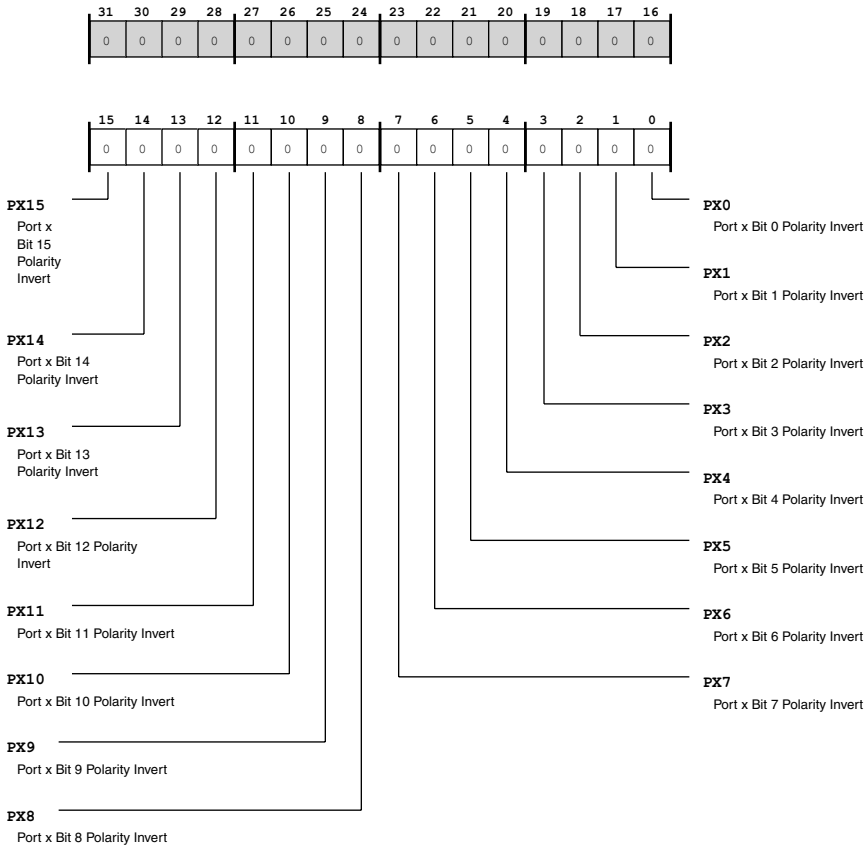 31 30 29 28 27 26 25 24 23 22 21 20 19 18 17 16
0 0 0 0 0 0 0 0 0 0 0 0 0 0 0 0
15 14 13 12 11 10 9 8 7 6 5 4 3 2 1 0
0 0 0 0 0 0 0 0 0 0 0 0 0 0 0 0
PX15
Port x
Bit 15
Polarity
Invert
PX14
Port x Bit 14
Polarity Invert
PX13
Port x Bit 13
Polarity Invert
PX12
Port x Bit 12 Polarity
Invert
PX11
Port x Bit 11 Polarity Invert
PX10
Port x Bit 10 Polarity Invert
PX9
Port x Bit 9 Polarity Invert
PX8
Port x Bit 8 Polarity Invert
PX0
Port x Bit 0 Polarity Invert
PX1
Port x Bit 1 Polarity Invert
PX2
Port x Bit 2 Polarity Invert
PX3
Port x Bit 3 Polarity Invert
PX4
Port x Bit 4 Polarity Invert
PX5
Port x Bit 5 Polarity Invert
PX6
Port x Bit 6 Polarity Invert
PX7
Port x Bit 7 Polarity Invert